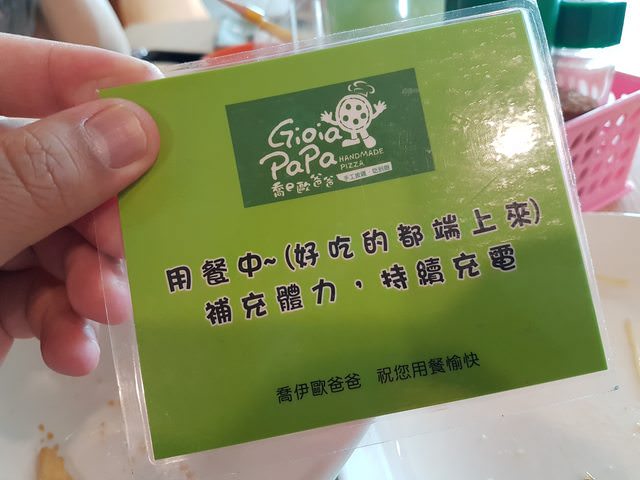 Gioia
PaPa
HANDMADE
PIZZA
喬伊歐爸爸
用餐中~(好吃的都端上來)
補充體力，持續充電
喬伊歐爸爸 祝您用餐愉快